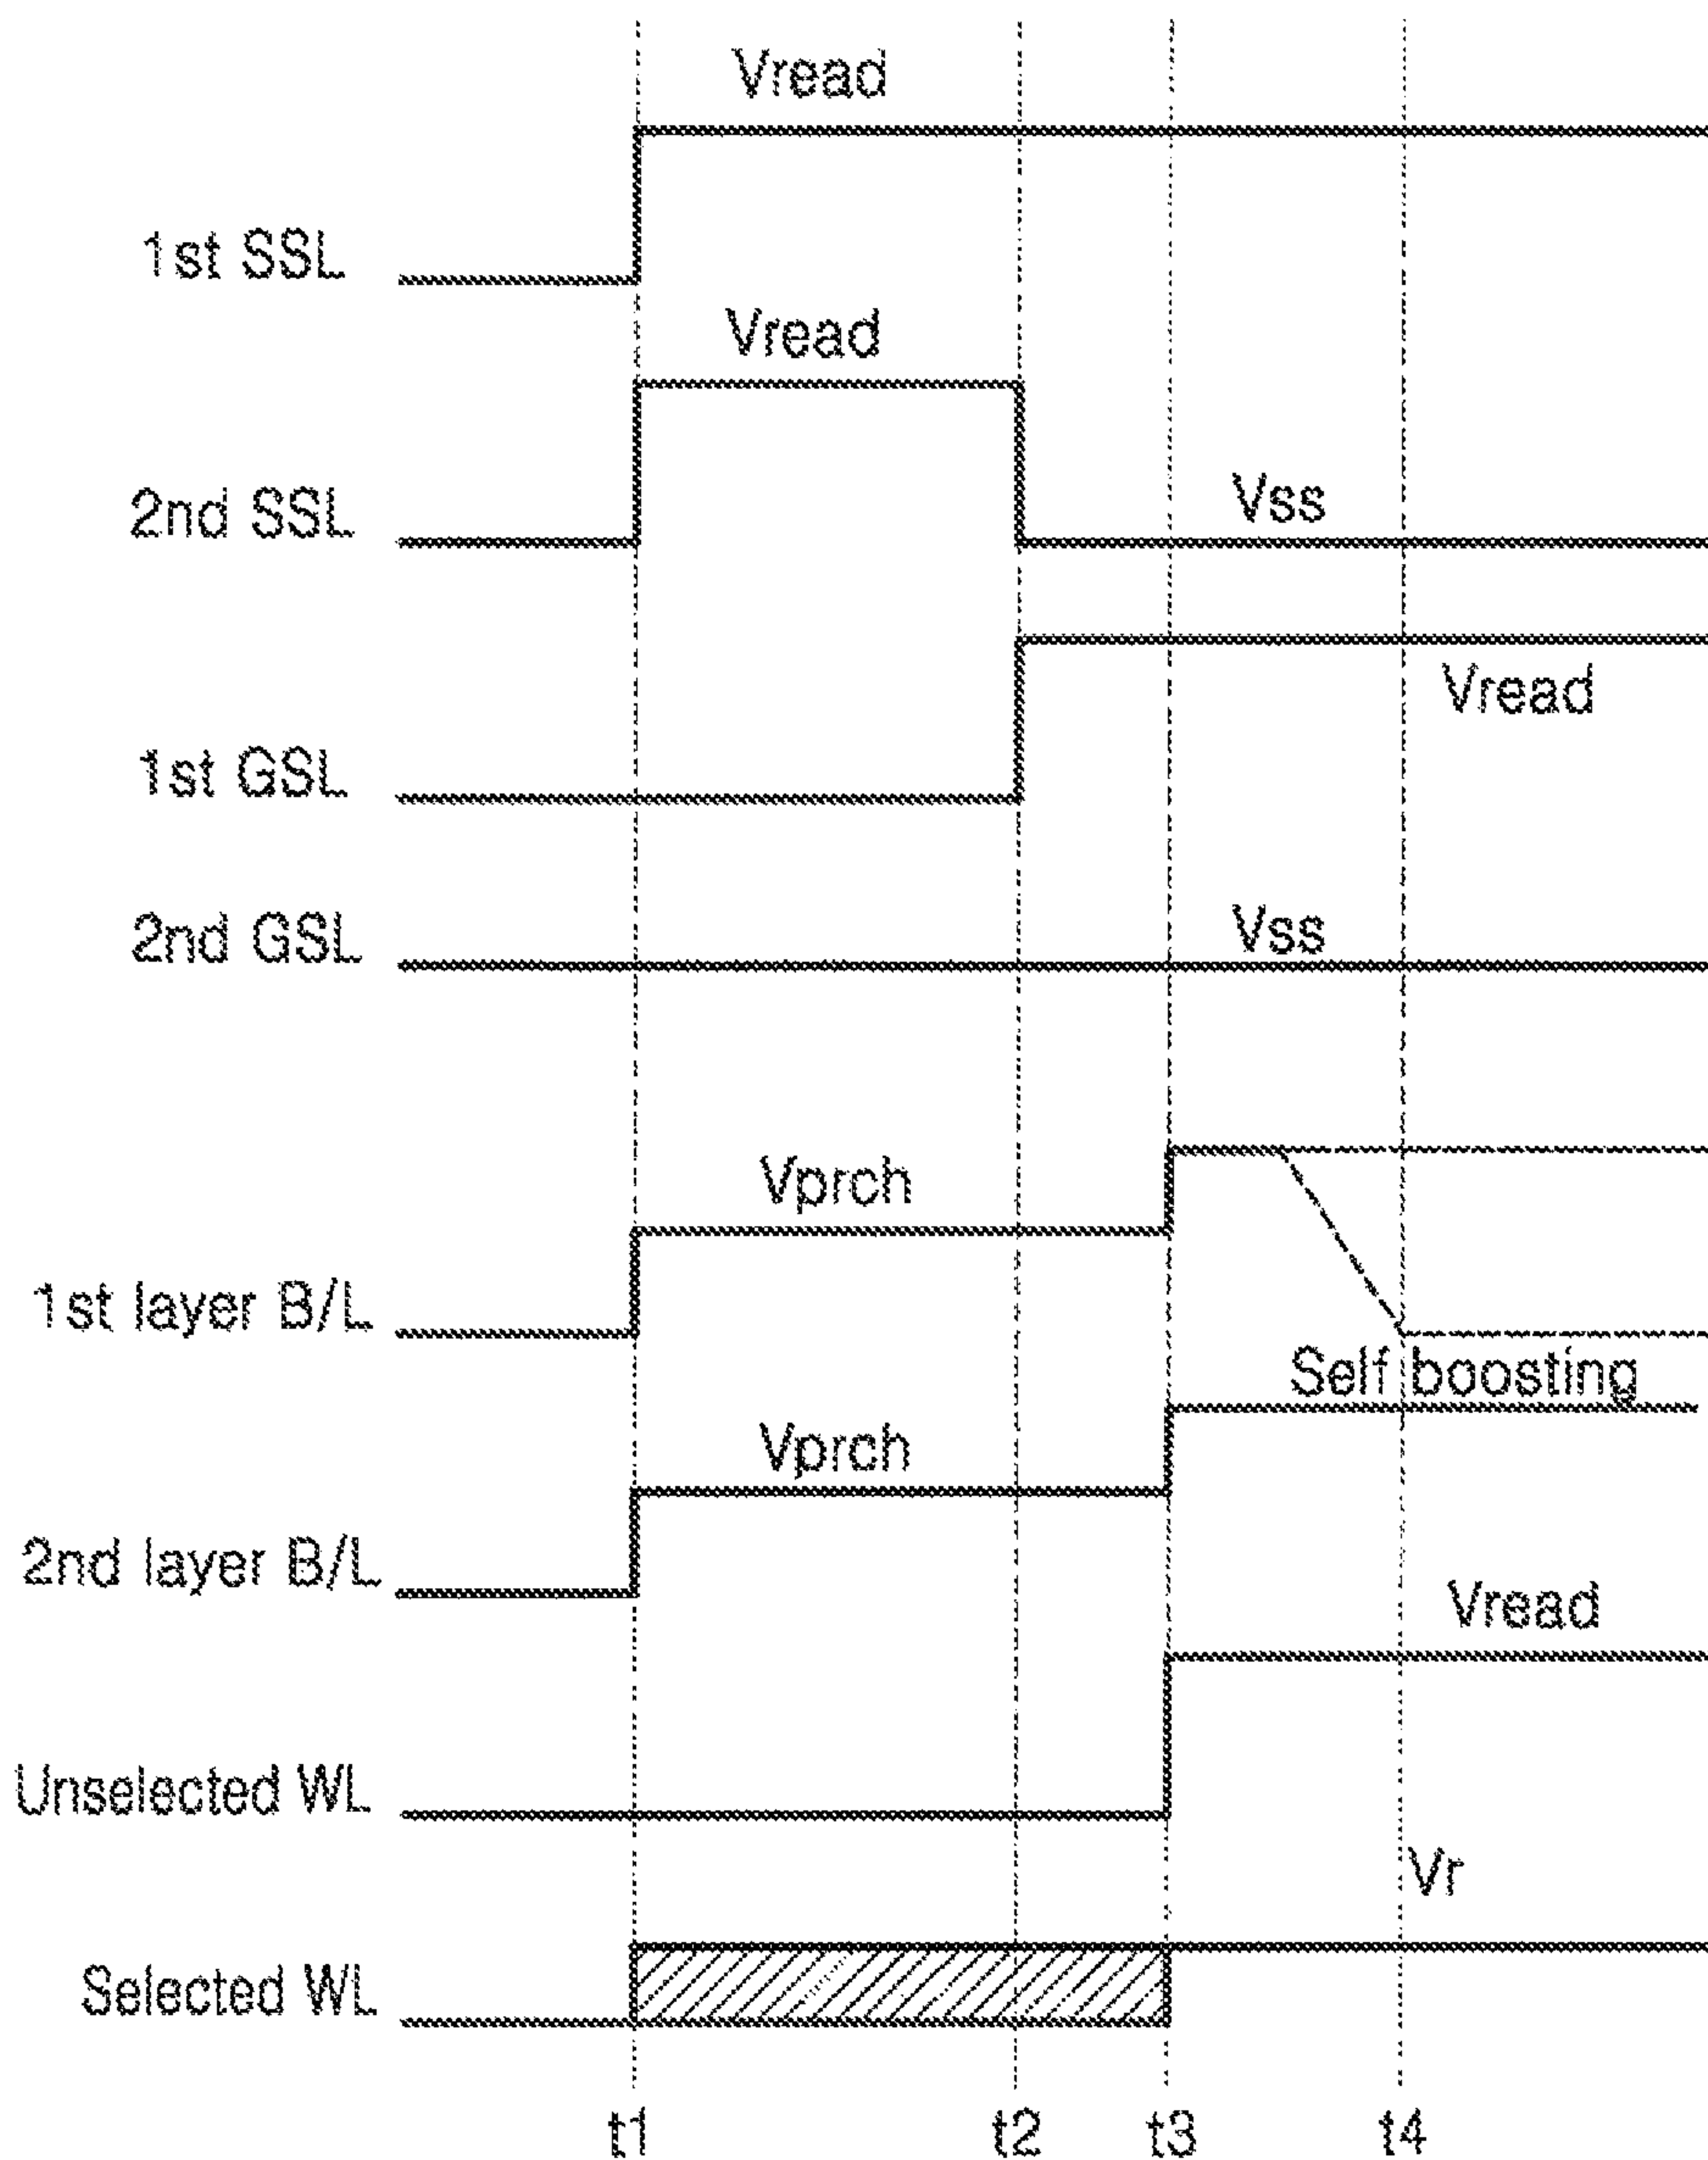 Vread
1st SSL
Vread
2nd SSL
Vss
Vread
1st GSL
2nd GSL
Vss
Vprch
1st layer B/L
Self boosting
Vprch
2nd layer B/L
Vread
Unselected WL
Vr
Selected WL
t1 t2 t3 t4